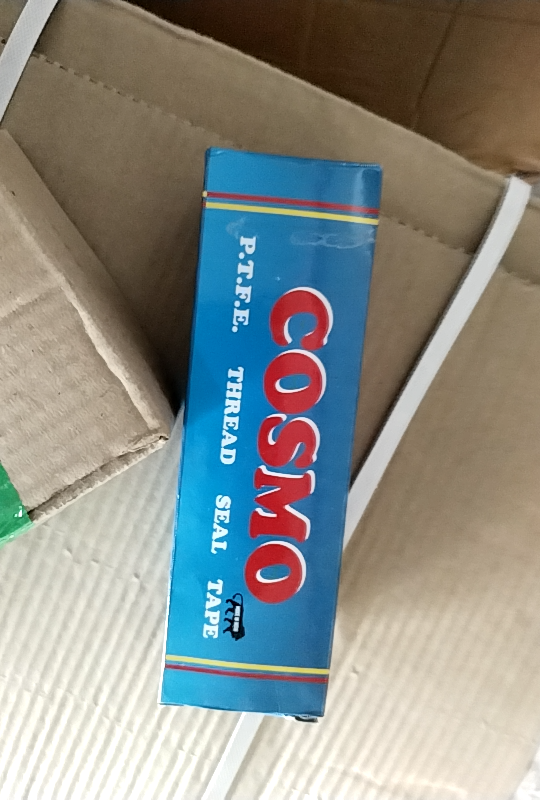 COSMO
P.T.F.E. THREAD SEAL TAPE